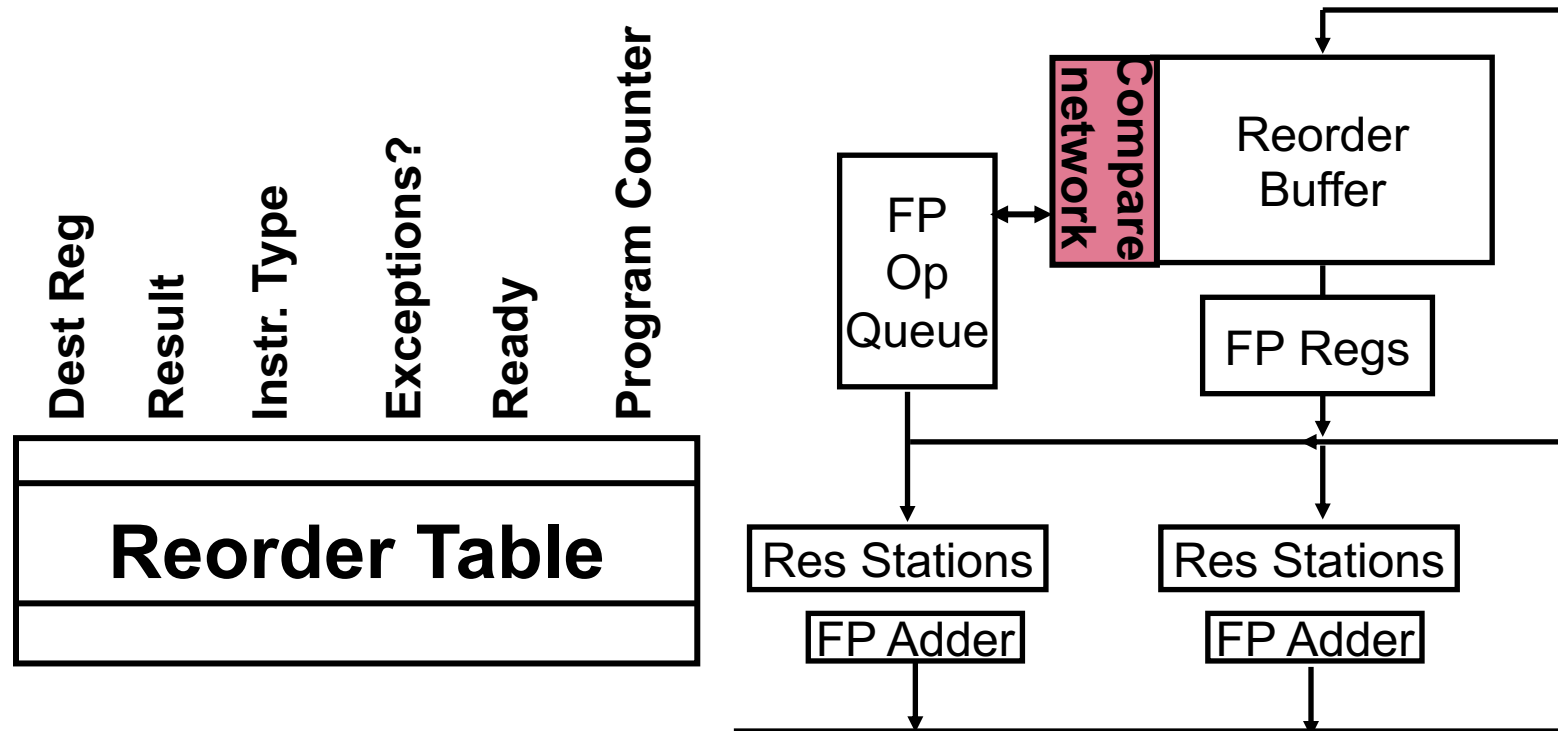 Dest Reg
Result
Instr. Type
Exceptions?
Ready
Program Counter
Reorder Table
Compare
network
Reorder
Buffer
FP
Op
Queue
FP Regs
Res Stations
Res Stations
FP Adder
FP Adder